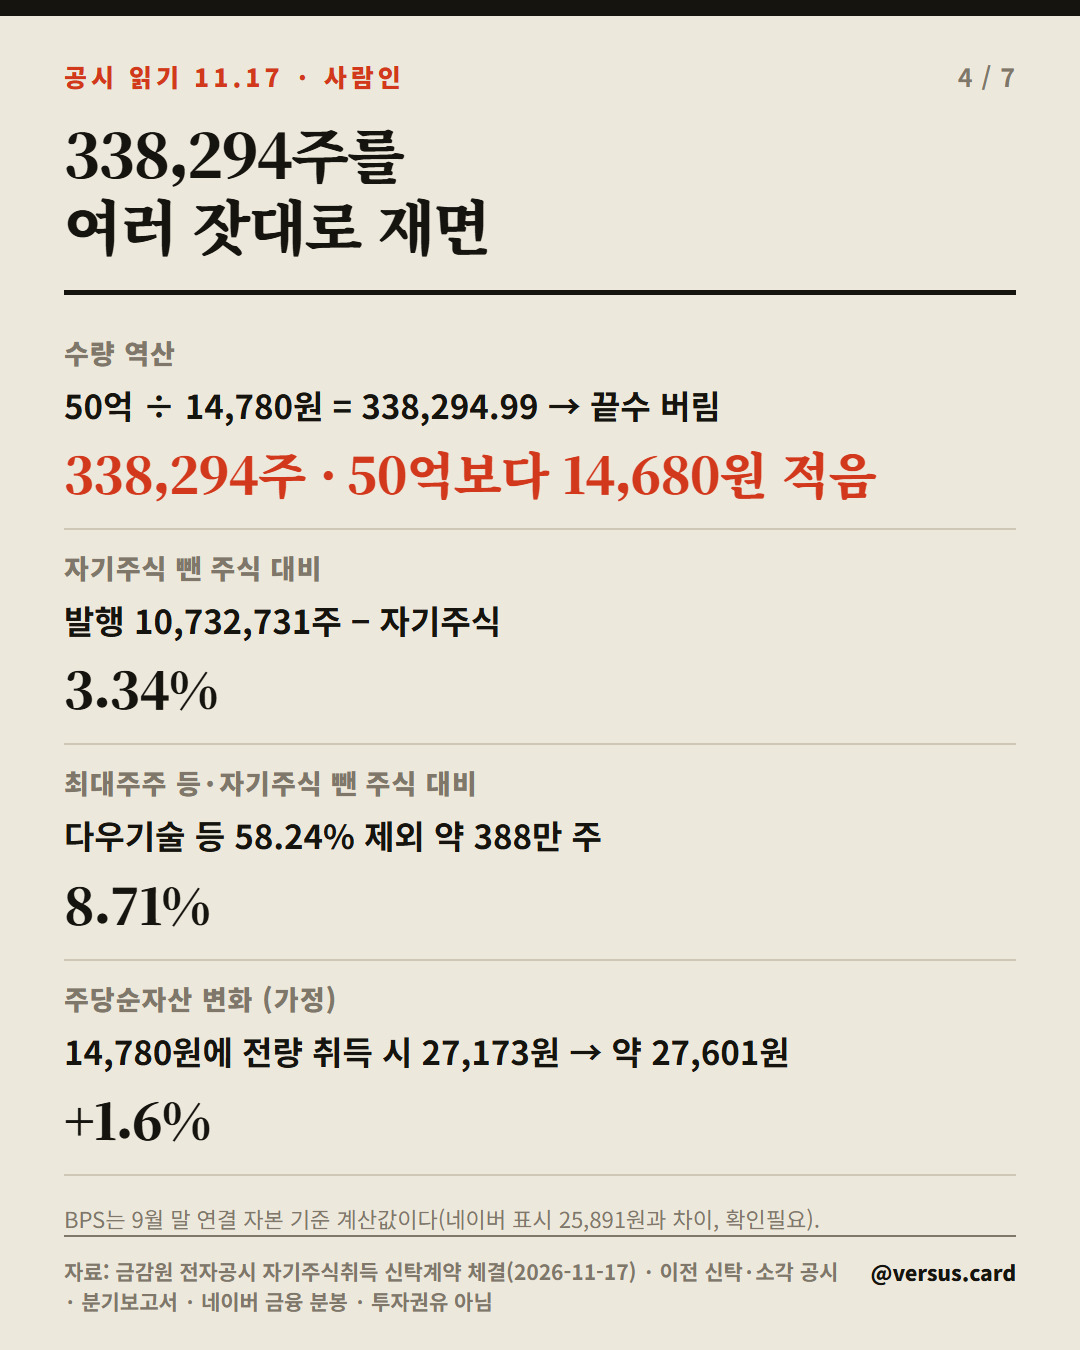 공시 읽기 11.17 · 사람인
4 / 7
338,294주를
여러 잣대로 재면
수량 역산
50억 ÷ 14,780원 = 338,294.99 → 끝수 버림
338,294주 · 50억보다 14,680원 적음
자기주식 뺀 주식 대비
발행 10,732,731주 − 자기주식
3.34%
최대주주 등·자기주식 뺀 주식 대비
다우기술 등 58.24% 제외 약 388만 주
8.71%
주당순자산 변화 (가정)
14,780원에 전량 취득 시 27,173원 → 약 27,601원
+1.6%
BPS는 9월 말 연결 자본 기준 계산값이다(네이버 표시 25,891원과 차이, 확인필요).
자료: 금감원 전자공시 자기주식취득 신탁계약 체결(2026-11-17) · 이전 신탁·소각 공시
· 분기보고서 · 네이버 금융 분봉 · 투자권유 아님
@versus.card